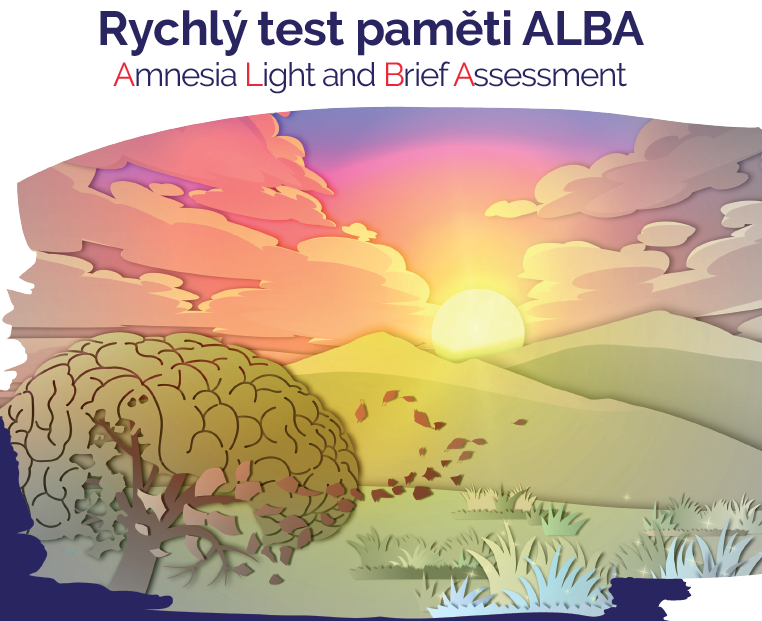 Rychlý test paměti ALBA
Amnesia Light and Brief Assessment